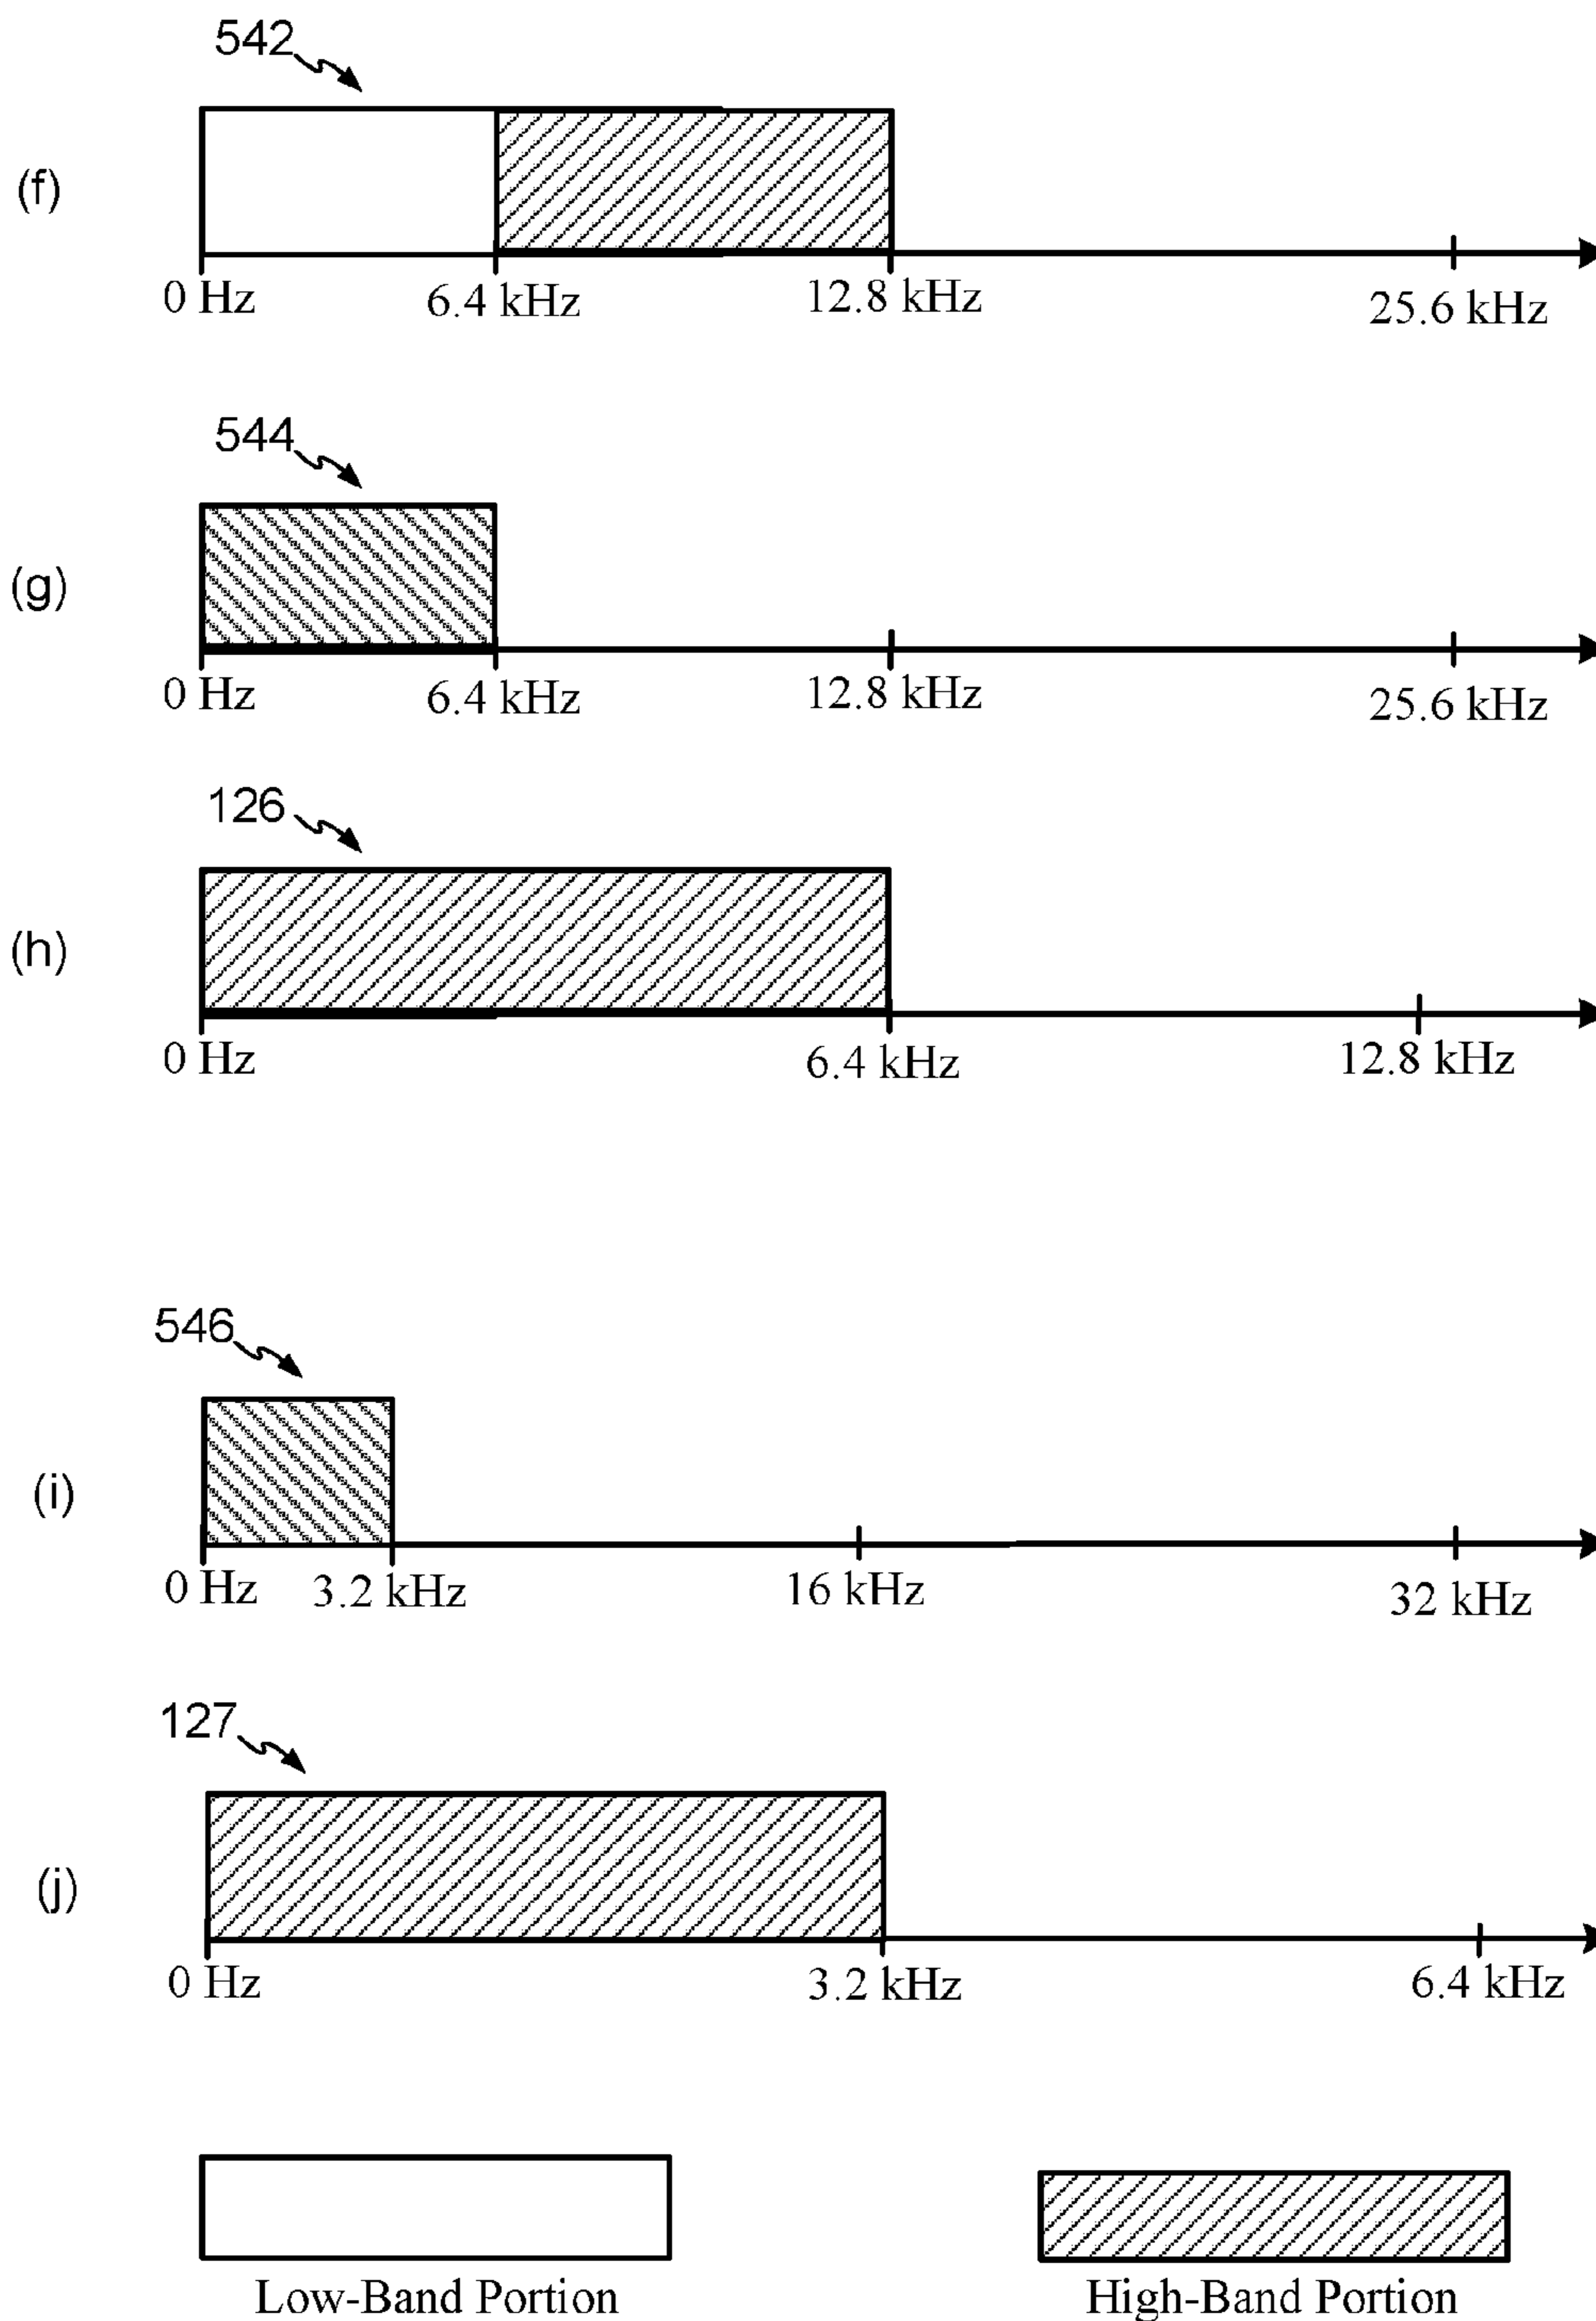 542
(f)
0 Hz 6.4 kHz 12.8 kHz 25.6 kHz
544
(g)
0 Hz 6.4 kHz 12.8 kHz 25.6 kHz
126
(h)
0 Hz 6.4 kHz 12.8 kHz
546
(i)
0 Hz 3.2 kHz 16 kHz 32 kHz
127
(j)
0 Hz 3.2 kHz 6.4 kHz
Low-Band Portion High-Band Portion